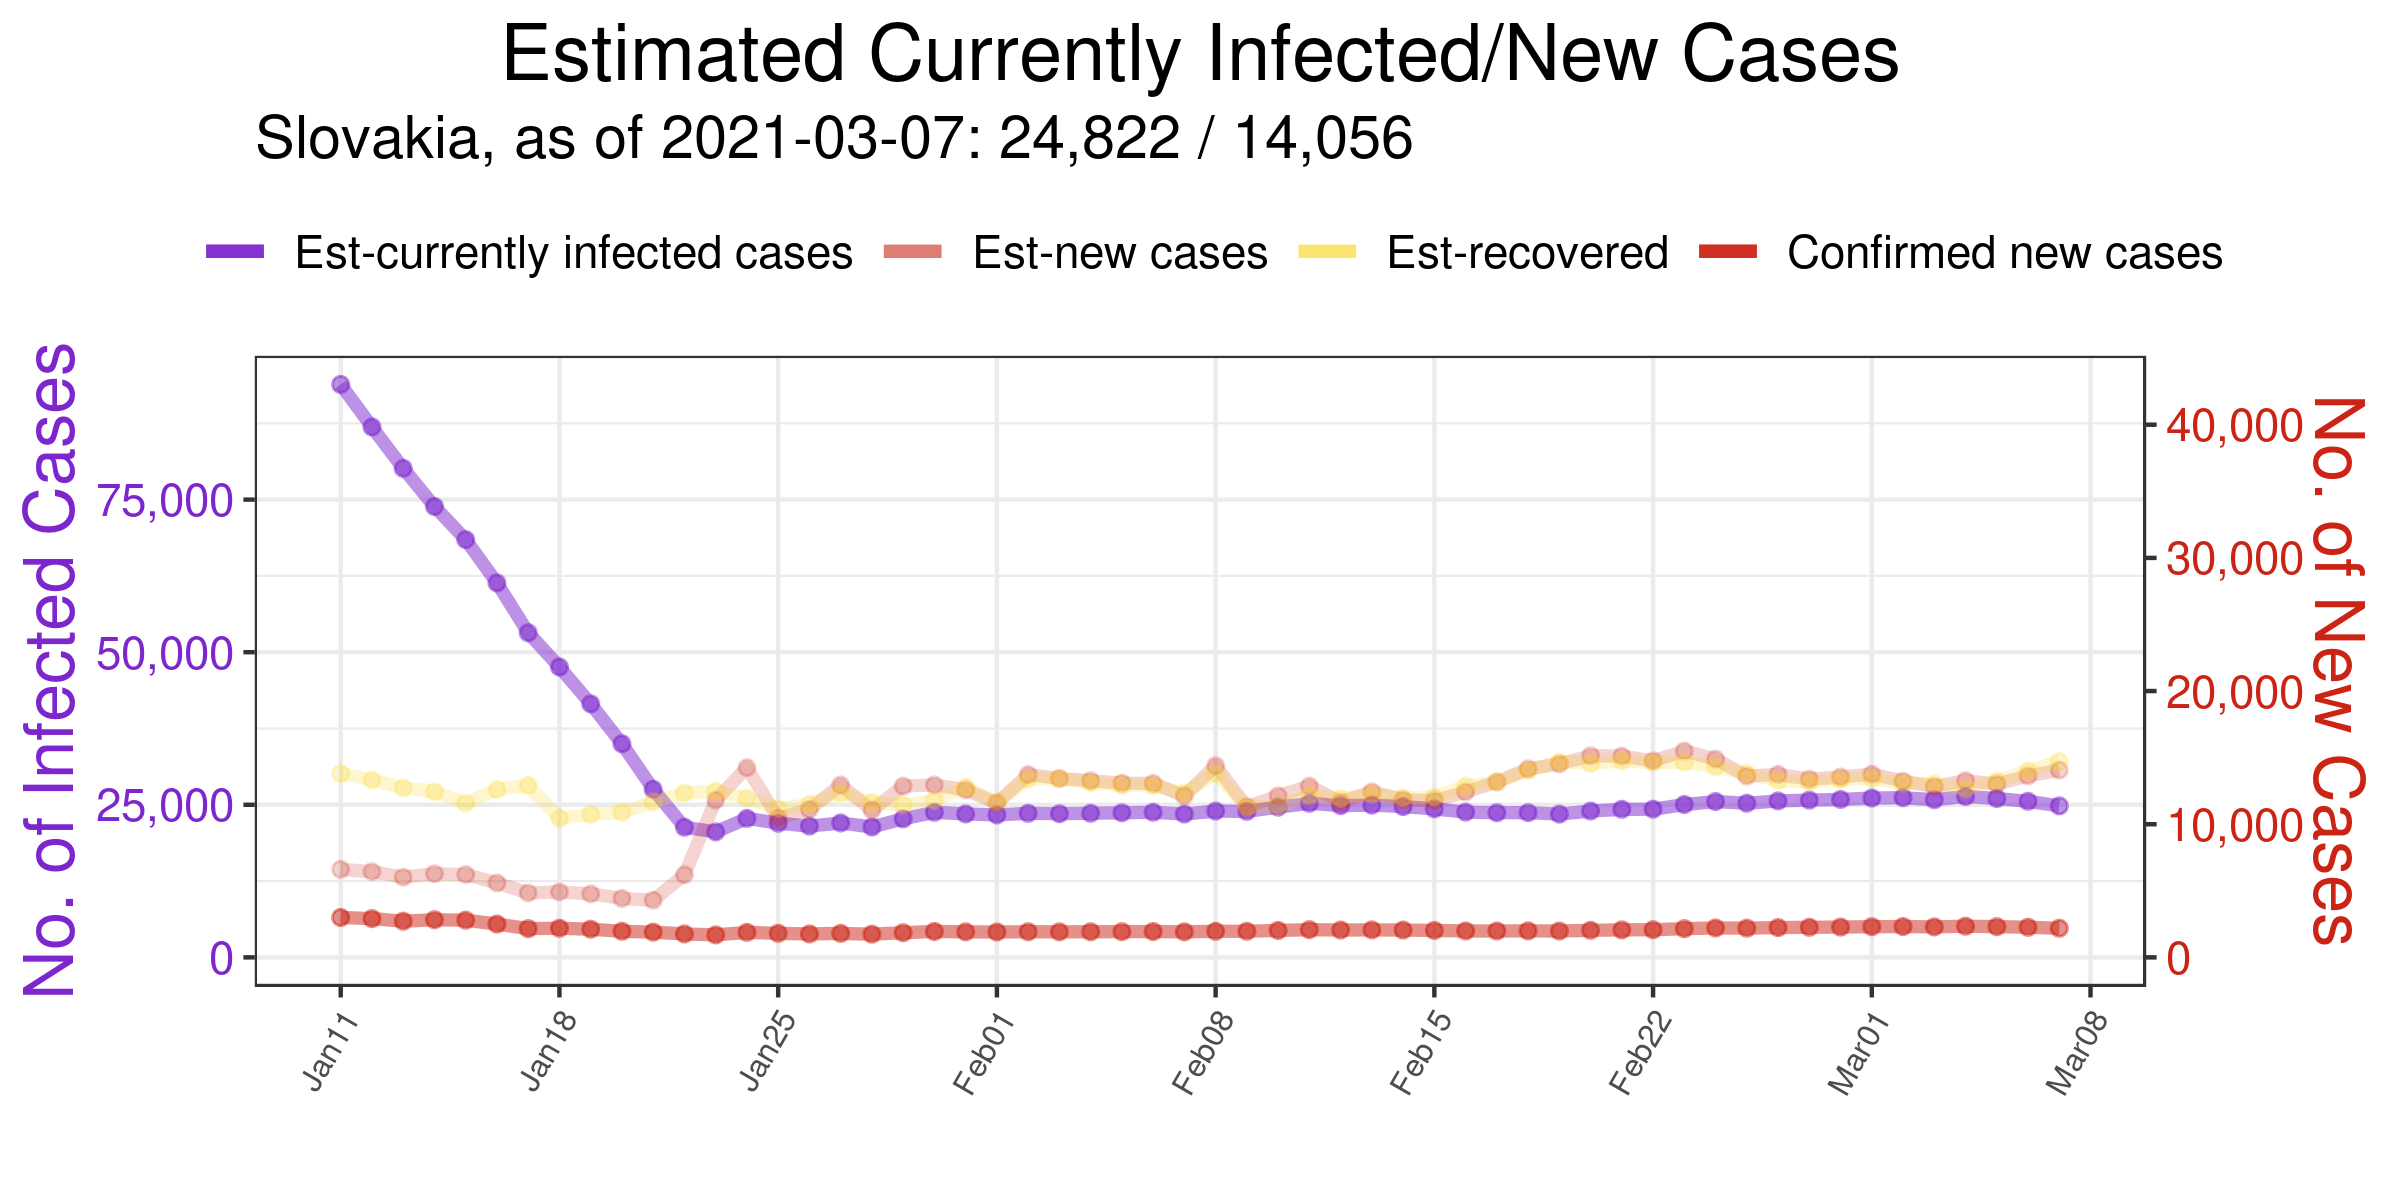 Estimated Currently Infected/New Cases
Slovakia, as of 2021-03-07: 24,822 / 14,056
Est-currently infected cases Est-new cases Est-recovered Confirmed new cases
No. of Infected Cases
75,000
50,000
25,000
0
40,000
30,000
20,000
10,000
0
No. of New Cases
Jan11 Jan18 Jan25 Feb01 Feb08 Feb15 Feb22 Mar01 Mar08